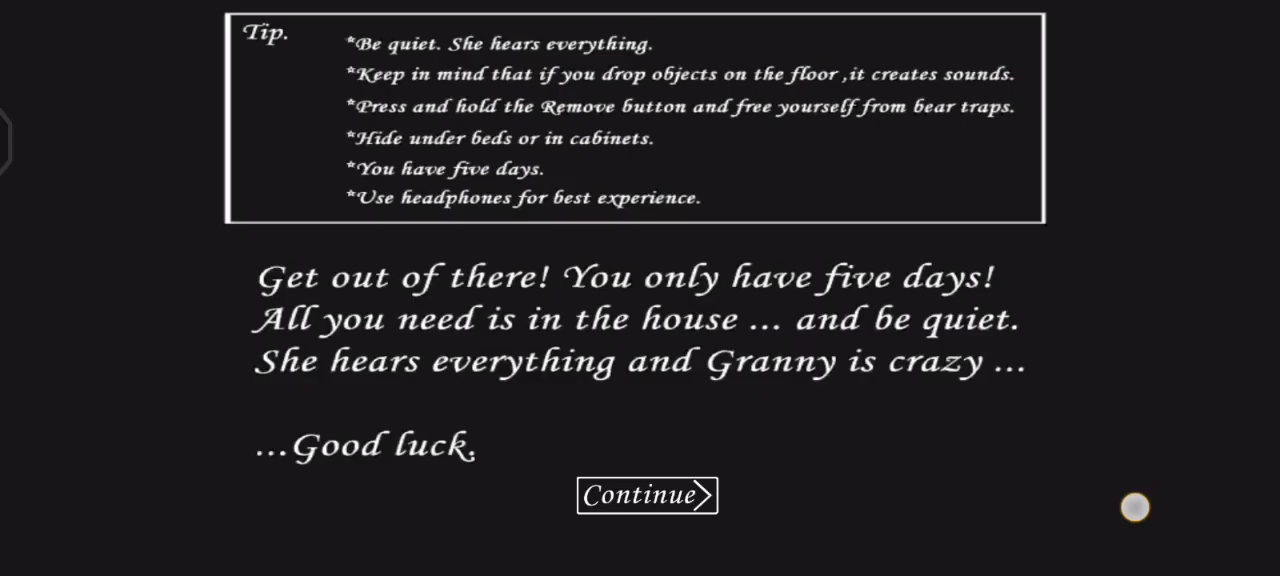 Tip.
*Be quiet. She hears everything.
*Keep in mind that if you drop objects on the floor ,it creates sounds.
*Press and hold the Remove button and free yourself from bear traps.
*Hide under beds or in cabinets.
*You have five days.
*Use headphones for best experience.
Get out of there! You only have five days!
All you need is in the house ... and be quiet.
She hears everything and Granny is crazy ...
...Good luck.
Continue>